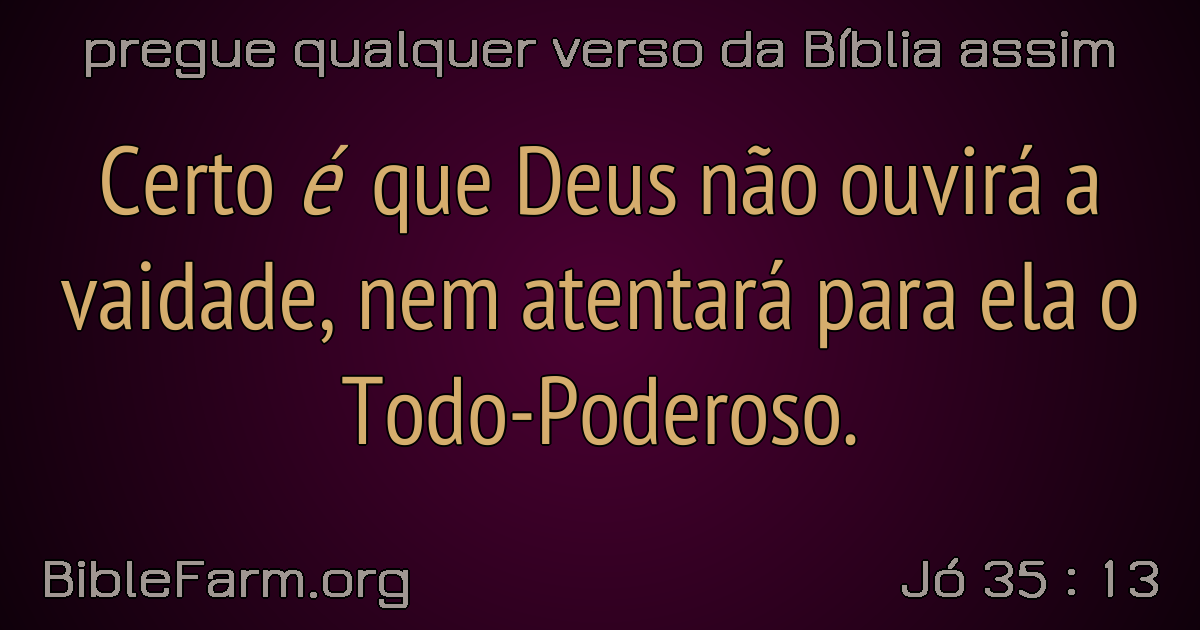 pregue qualquer verso da Bíblia assim
Certo é que Deus não ouvirá a
vaidade, nem atentará para ela o
Todo-Poderoso.
BibleFarm.org
Jó 35 : 13